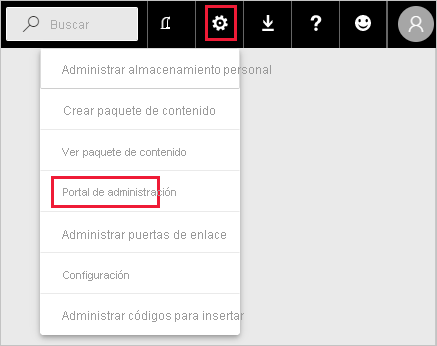 Buscar
Administrar almacenamiento personal
Crear paquete de contenido
Ver paquete de contenido
Portal de administración
Administrar puertas de enlace
Configuración
Administrar códigos para insertar